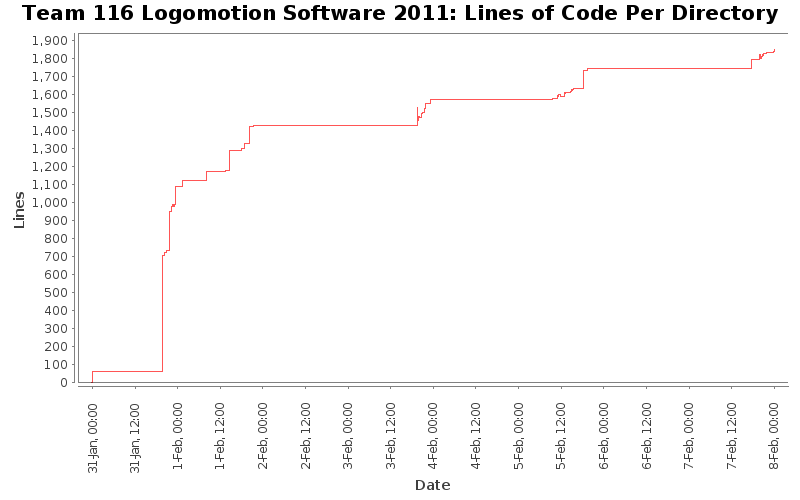 Team 116 Logomotion Software 2011: Lines of Code Per Directory
Lines
1,900
1,800
1,700
1,600
1,500
1,400
1,300
1,200
1,100
1,000
900
800
700
600
500
400
300
200
100
0
31-Jan, 00:00
31-Jan, 12:00
1-Feb, 00:00
1-Feb, 12:00
2-Feb, 00:00
2-Feb, 12:00
3-Feb, 00:00
3-Feb, 12:00
4-Feb, 00:00
4-Feb, 12:00
5-Feb, 00:00
5-Feb, 12:00
6-Feb, 00:00
6-Feb, 12:00
7-Feb, 00:00
7-Feb, 12:00
8-Feb, 00:00
Date